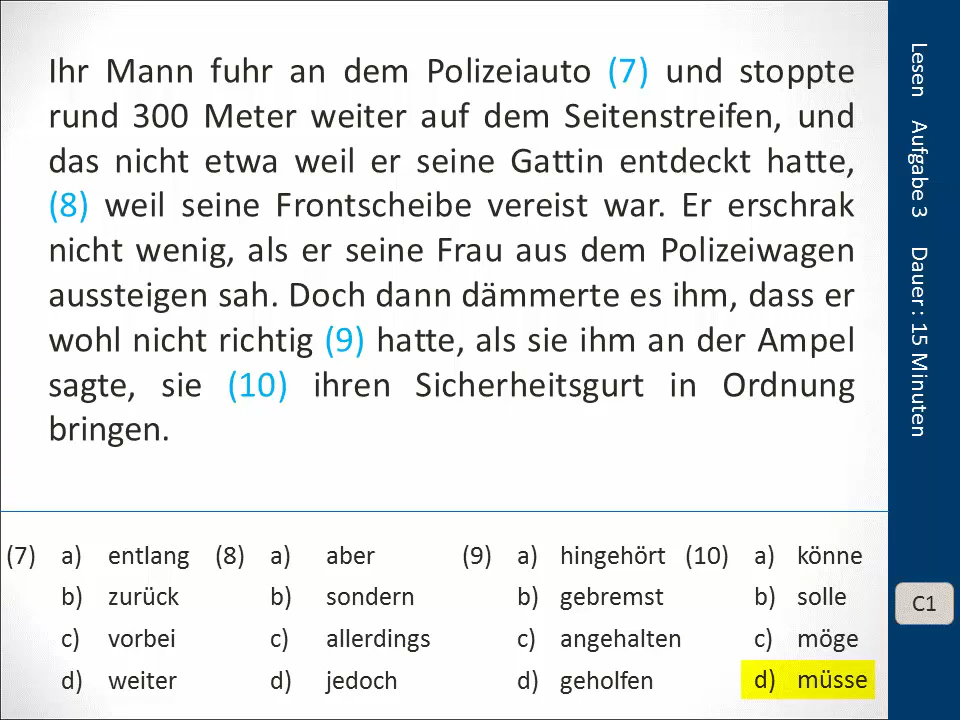 Ihr Mann fuhr an dem Polizeiauto (7) und stoppte
rund 300 Meter weiter auf dem Seitenstreifen, und
das nicht etwa weil er seine Gattin entdeckt hatte,
(8) weil seine Frontscheibe vereist war. Er erschrak
nicht wenig, als er seine Frau aus dem Polizeiwagen
aussteigen sah. Doch dann dämmerte es ihm, dass er
wohl nicht richtig (9) hatte, als sie ihm an der Ampel
sagte, sie (10) ihren Sicherheitsgurt in Ordnung
bringen.
(7) a) entlang (8) a) aber (9) a) hingehört (10) a) könne
b) zurück b) sondern b) gebremst b) solle
c) vorbei c) allerdings c) angehalten c) möge
d) weiter d) jedoch d) geholfen d) müsse
Lesen Aufgabe 3 Dauer : 15 Minuten
C1